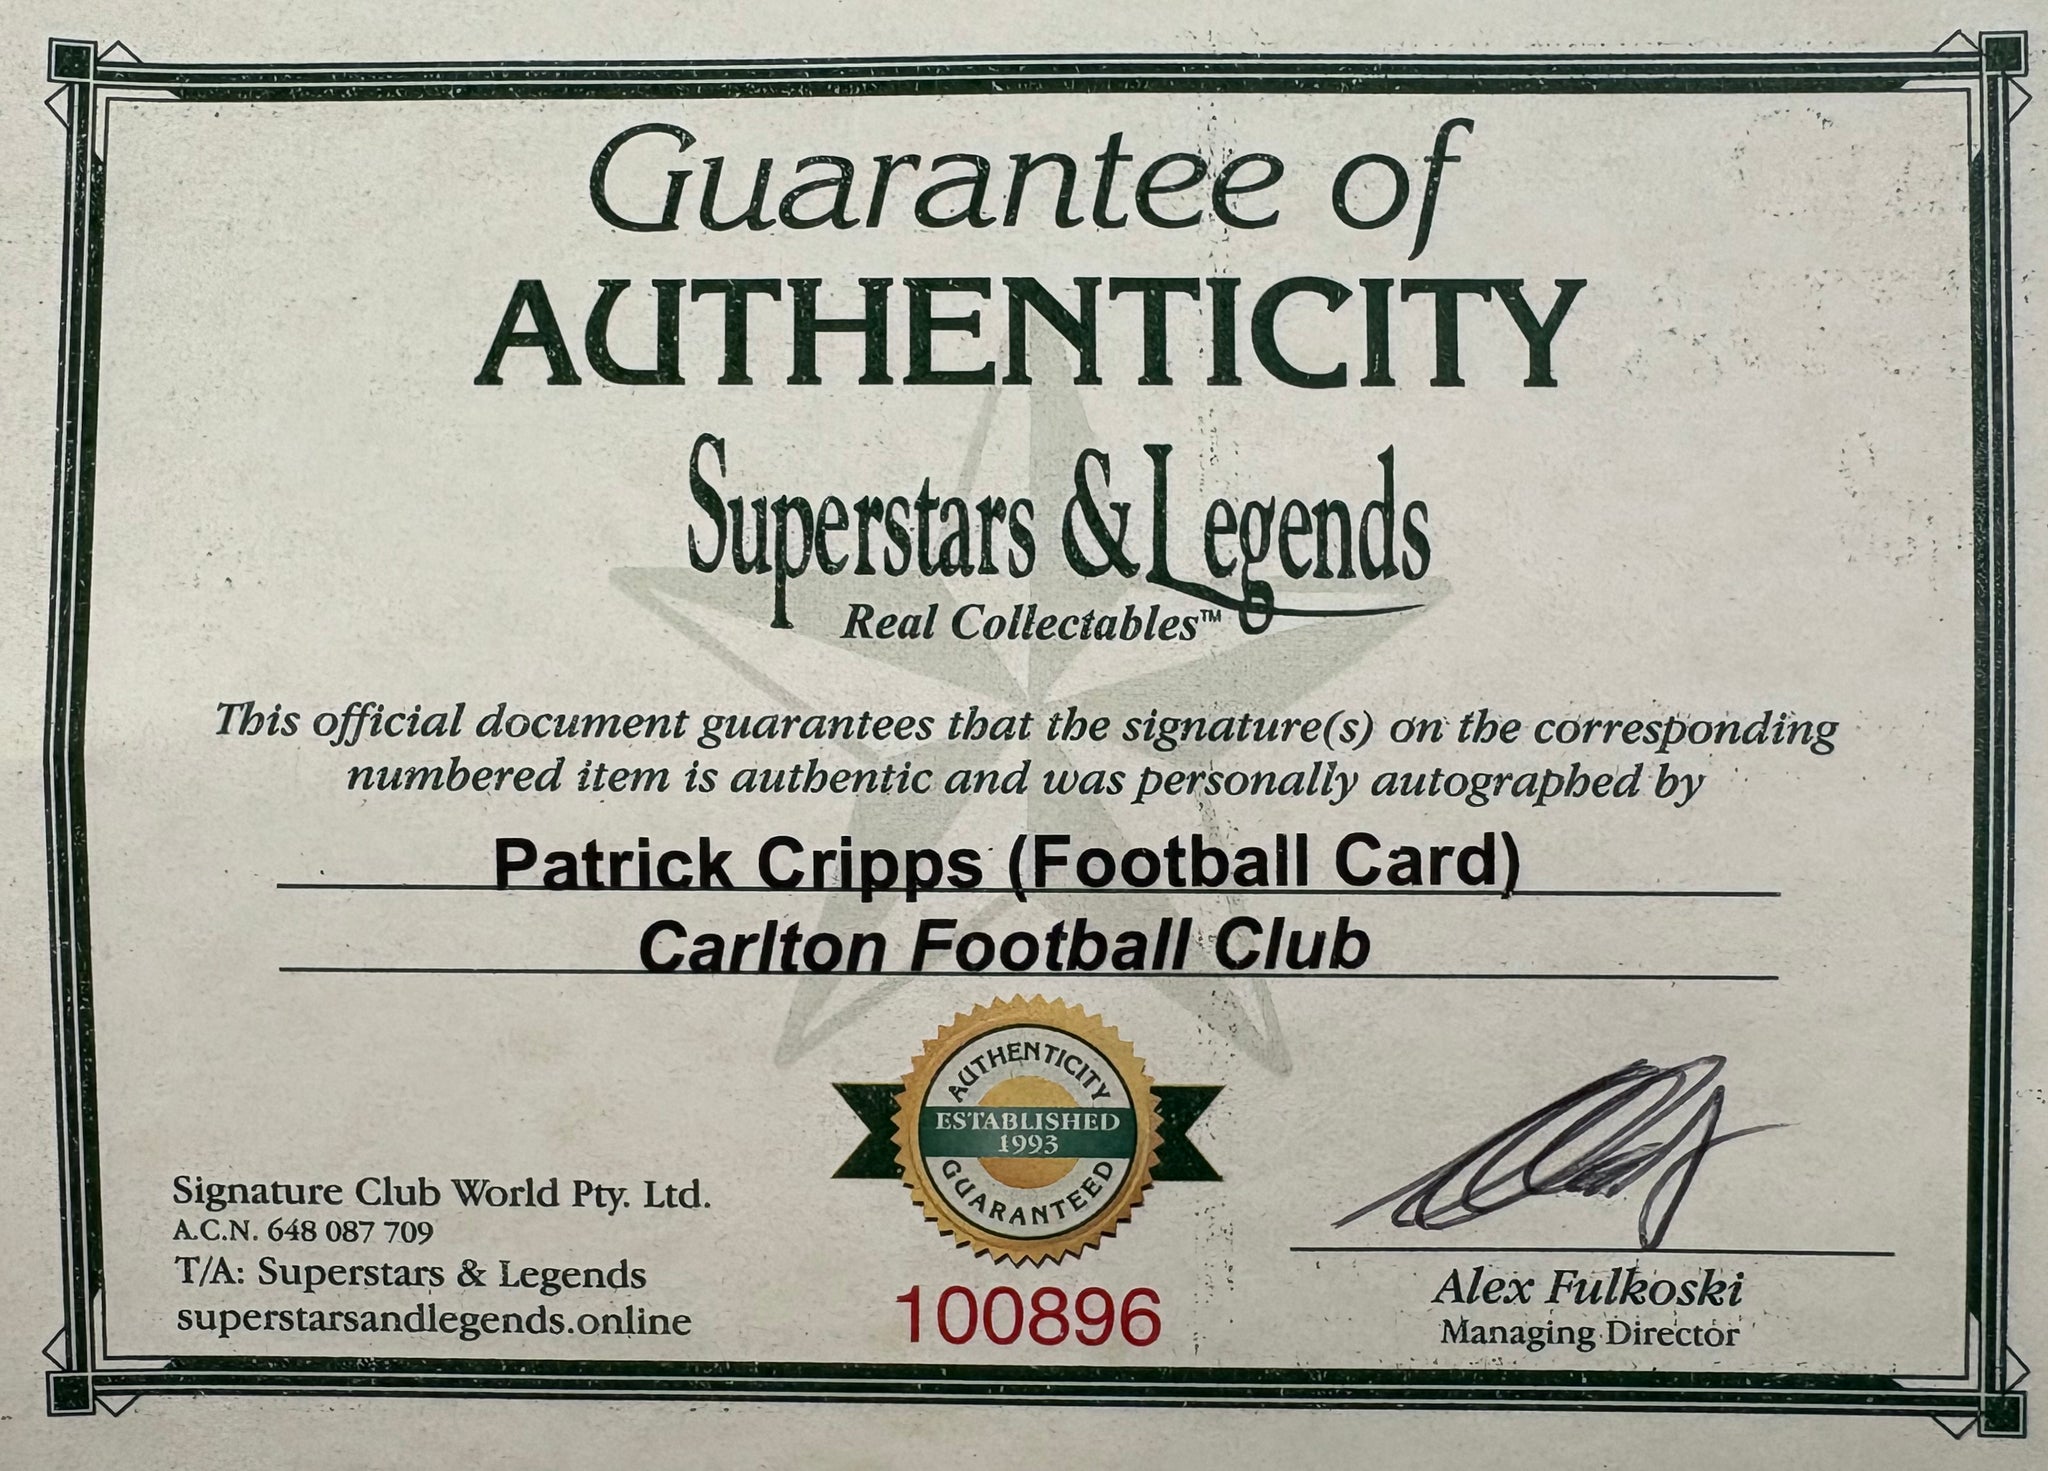 Guarantee of
AUTHENTICITY
Superstars & Legends
Real Collectables™
This official document guarantees that the signature(s) on the corresponding
numbered item is authentic and was personally autographed by
Patrick Cripps (Football Card)
Carlton Football Club
AUTHENTICITY
ESTABLISHED
1993
GUARANTEED
Signature Club World Pty. Ltd.
A.C.N. 648 087 709
T/A: Superstars & Legends
superstarsandlegends.online
100896
Alex Fulkoski
Managing Director